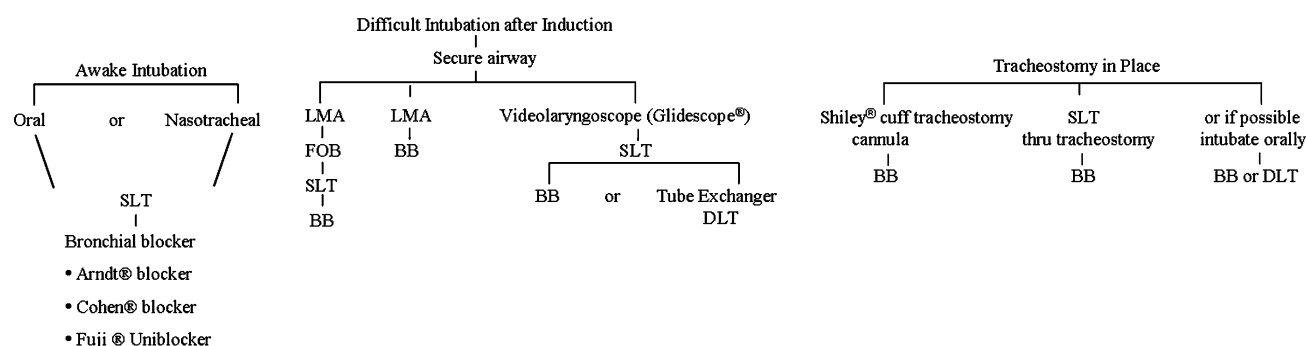 Awake Intubation
Oral or Nasotracheal
SLT
Bronchial blocker
• Arndt® blocker
• Cohen® blocker
• Fuji ® Uniblocker
Difficult Intubation after Induction
Secure airway
LMA
FOB
SLT
BB
LMA
BB
Videolaryngoscope (Glidescope®)
SLT
BB or Tube Exchanger
DLT
Tracheostomy in Place
Shiley® cuff tracheostomy
cannula
BB
SLT
thru tracheostomy
BB
or if possible
intubate orally
BB or DLT